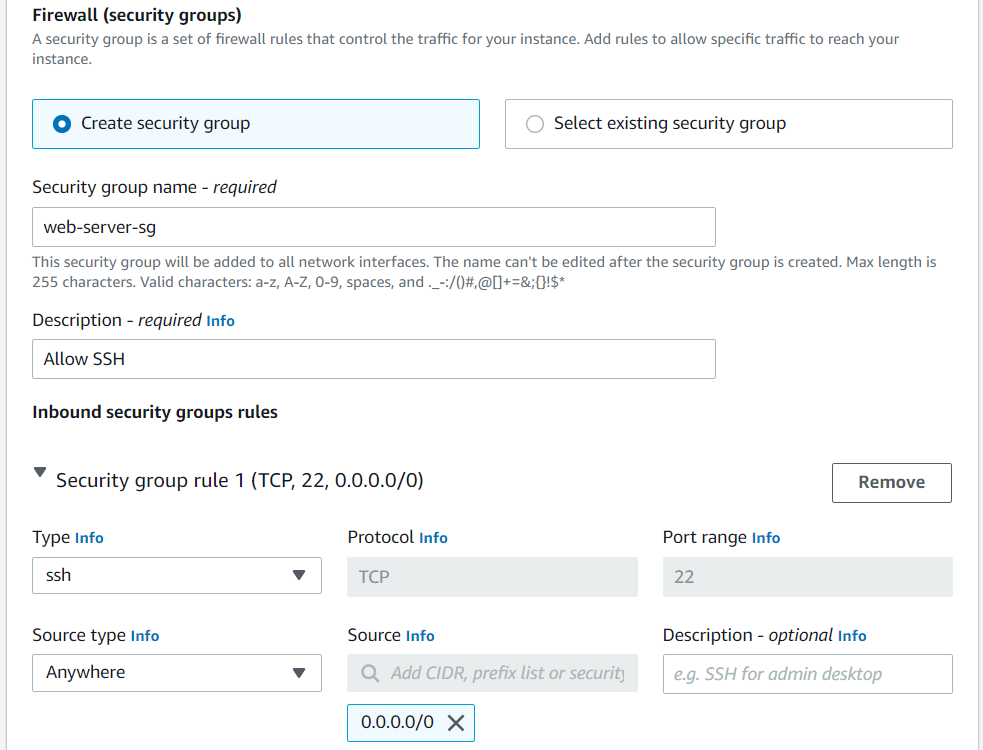 Firewall (security groups)
A security group is a set of firewall rules that control the traffic for your instance. Add rules to allow specific traffic to reach your
instance.
Create security group
Select existing security group
Security group name - required
web-server-sg
This security group will be added to all network interfaces. The name can't be edited after the security group is created. Max length is
255 characters. Valid characters: a-z, A-Z, 0-9, spaces, and ._-:/()#,@[]+=&;{}!$*
Description - required Info
Allow SSH
Inbound security groups rules
Security group rule 1 (TCP, 22, 0.0.0.0/0)
Remove
Type Info
Protocol Info
Port range Info
ssh
TCP
22
Source type Info
Source Info
Description - optional Info
Anywhere
Add CIDR, prefix list or security
e.g. SSH for admin desktop
0.0.0.0/0